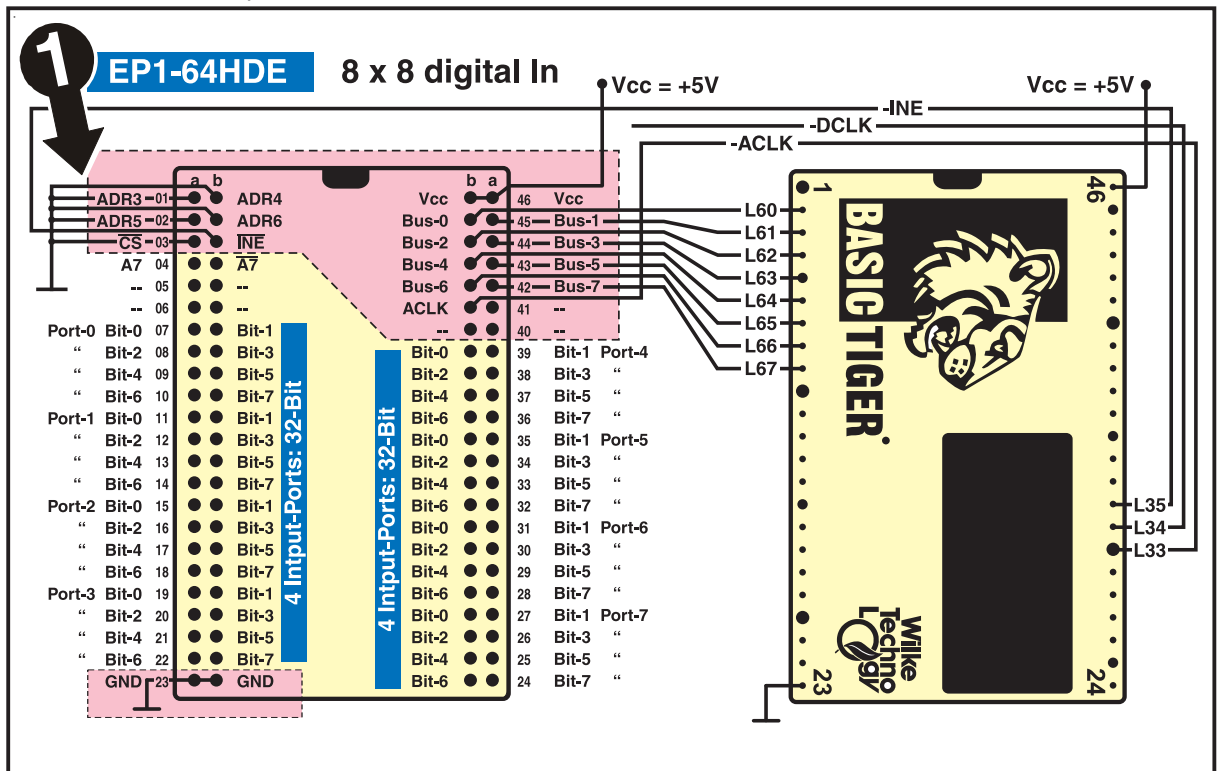 1
EP1-64HDE 8 x 8 digital In
Vcc = +5V
Vcc = +5V
-INE
-DCLK
-ACLK
a b
b a
ADR3 01 ADR4 Vcc 46 Vcc
ADR5 02 ADR6 Bus-0 45 Bus-1
CS 03 INE Bus-2 44 Bus-3
A7 04 A7 Bus-4 43 Bus-5
-- 05 -- Bus-6 42 Bus-7
-- 06 -- ACLK 41 --
Port-0 Bit-0 07 Bit-1 -- 40 --
“ Bit-2 08 Bit-3 Bit-0 39 Bit-1 Port-4
“ Bit-4 09 Bit-5 Bit-2 38 Bit-3 “
“ Bit-6 10 Bit-7 Bit-4 37 Bit-5 “
Port-1 Bit-0 11 Bit-1 Bit-6 36 Bit-7 “
“ Bit-2 12 Bit-3 Bit-0 35 Bit-1 Port-5
“ Bit-4 13 Bit-5 Bit-2 34 Bit-3 “
“ Bit-6 14 Bit-7 Bit-4 33 Bit-5 “
Port-2 Bit-0 15 Bit-1 Bit-6 32 Bit-7 “
“ Bit-2 16 Bit-3 Bit-0 31 Bit-1 Port-6
“ Bit-4 17 Bit-5 Bit-2 30 Bit-3 “
“ Bit-6 18 Bit-7 Bit-4 29 Bit-5 “
Port-3 Bit-0 19 Bit-1 Bit-6 28 Bit-7 “
“ Bit-2 20 Bit-3 Bit-0 27 Bit-1 Port-7
“ Bit-4 21 Bit-5 Bit-2 26 Bit-3 “
“ Bit-6 22 Bit-7 Bit-4 25 Bit-5 “
GND 23 GND Bit-6 24 Bit-7 “
4 Intput-Ports: 32-Bit
4 Intput-Ports: 32-Bit
L60
L61
L62
L63
L64
L65
L66
L67
1
46
BASIC TIGER
®
L35
L34
L33
Wilke
Techno
Logy
23
24